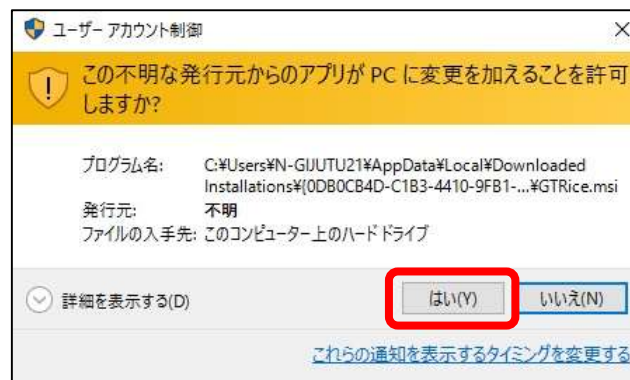 ユーザー アカウント制御
この不明な発行元からのアプリが PC に変更を加えることを許可
しますか?
プログラム名: C:¥Users¥N-GIJUTU21¥AppData¥Local¥Downloaded
Installations¥{0DB0CB4D-C1B3-4410-9FB1-...¥GTRice.msi
発行元: 不明
ファイルの入手先: このコンピューター上のハード ドライブ
詳細を表示する(D)
はい(Y)
いいえ(N)
これらの通知を表示するタイミングを変更する